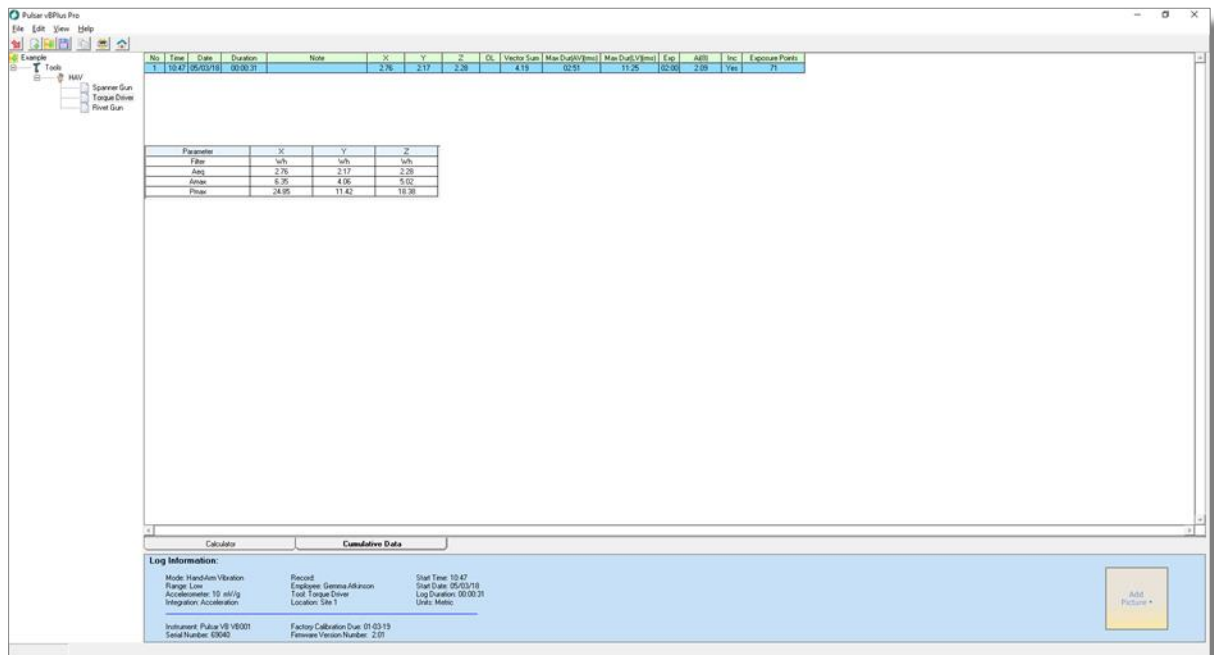 Pulsar vBPlus Pro
File Edit View Help
Example
Tools
HAV
Spanner Gun
Torque Driver
Rivet Gun
No Time Date Duration Note X Y Z OL Vector Sum Max Dur(AV)[ms] Max Dur(LV)[ms] Exp A(8) Inc Exposure Points
1 10:47 05/03/18 00:00:31 2.76 2.17 2.28 4.19 02:51 11:25 02:00 2.09 Yes 71
Parameter X Y Z
Filter Wh Wh Wh
Aeq 2.76 2.17 2.28
Amax 6.35 4.06 5.02
Pmax 24.85 11.42 18.38
Calculator Cumulative Data
Log Information:
Mode: Hand-Arm Vibration Record: Start Time: 10:47
Range: Low Employee: Gemma Atkinson Start Date: 05/03/18
Accelerometer: 10 mV/g Tool: Torque Driver Log Duration: 00:00:31
Integration: Acceleration Location: Site 1 Units: Metric
Instrument: Pulsar VB VB001 Factory Calibration Due: 01-03-19
Serial Number: 69040 Firmware Version Number: 2.01
Add
Picture